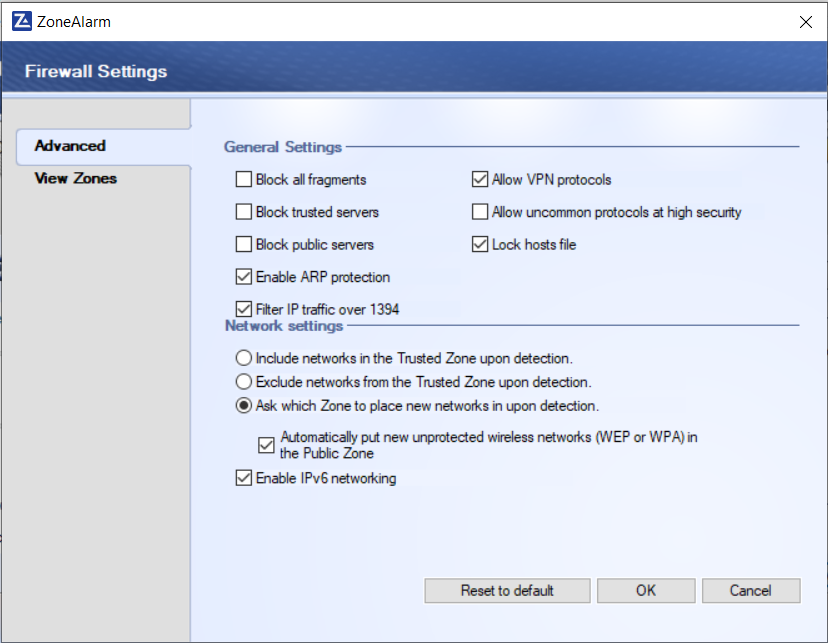 ZoneAlarm
Firewall Settings
Advanced
View Zones
General Settings
Block all fragments
Block trusted servers
Block public servers
Enable ARP protection
Filter IP traffic over 1394
Allow VPN protocols
Allow uncommon protocols at high security
Lock hosts file
Network settings
Include networks in the Trusted Zone upon detection.
Exclude networks from the Trusted Zone upon detection.
Ask which Zone to place new networks in upon detection.
Automatically put new unprotected wireless networks (WEP or WPA) in
the Public Zone
Enable IPv6 networking
Reset to default
OK
Cancel